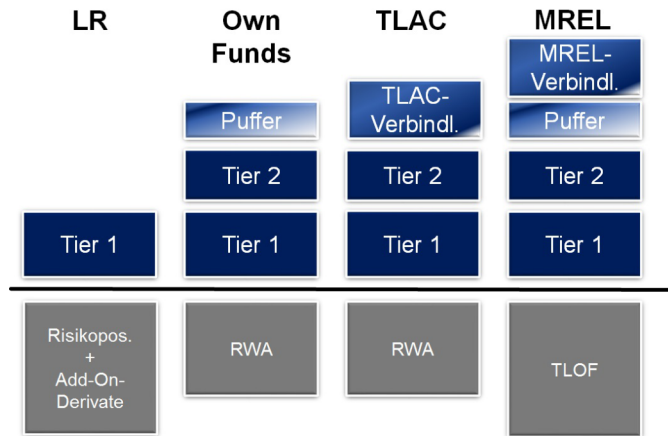 LR
Own
Funds
TLAC
MREL
MREL-
Verbindl.
TLAC-
Verbindl.
Puffer
Puffer
Tier 2
Tier 2
Tier 2
Tier 1
Tier 1
Tier 1
Tier 1
Risikopos.
+
Add-On-
Derivate
RWA
RWA
TLOF